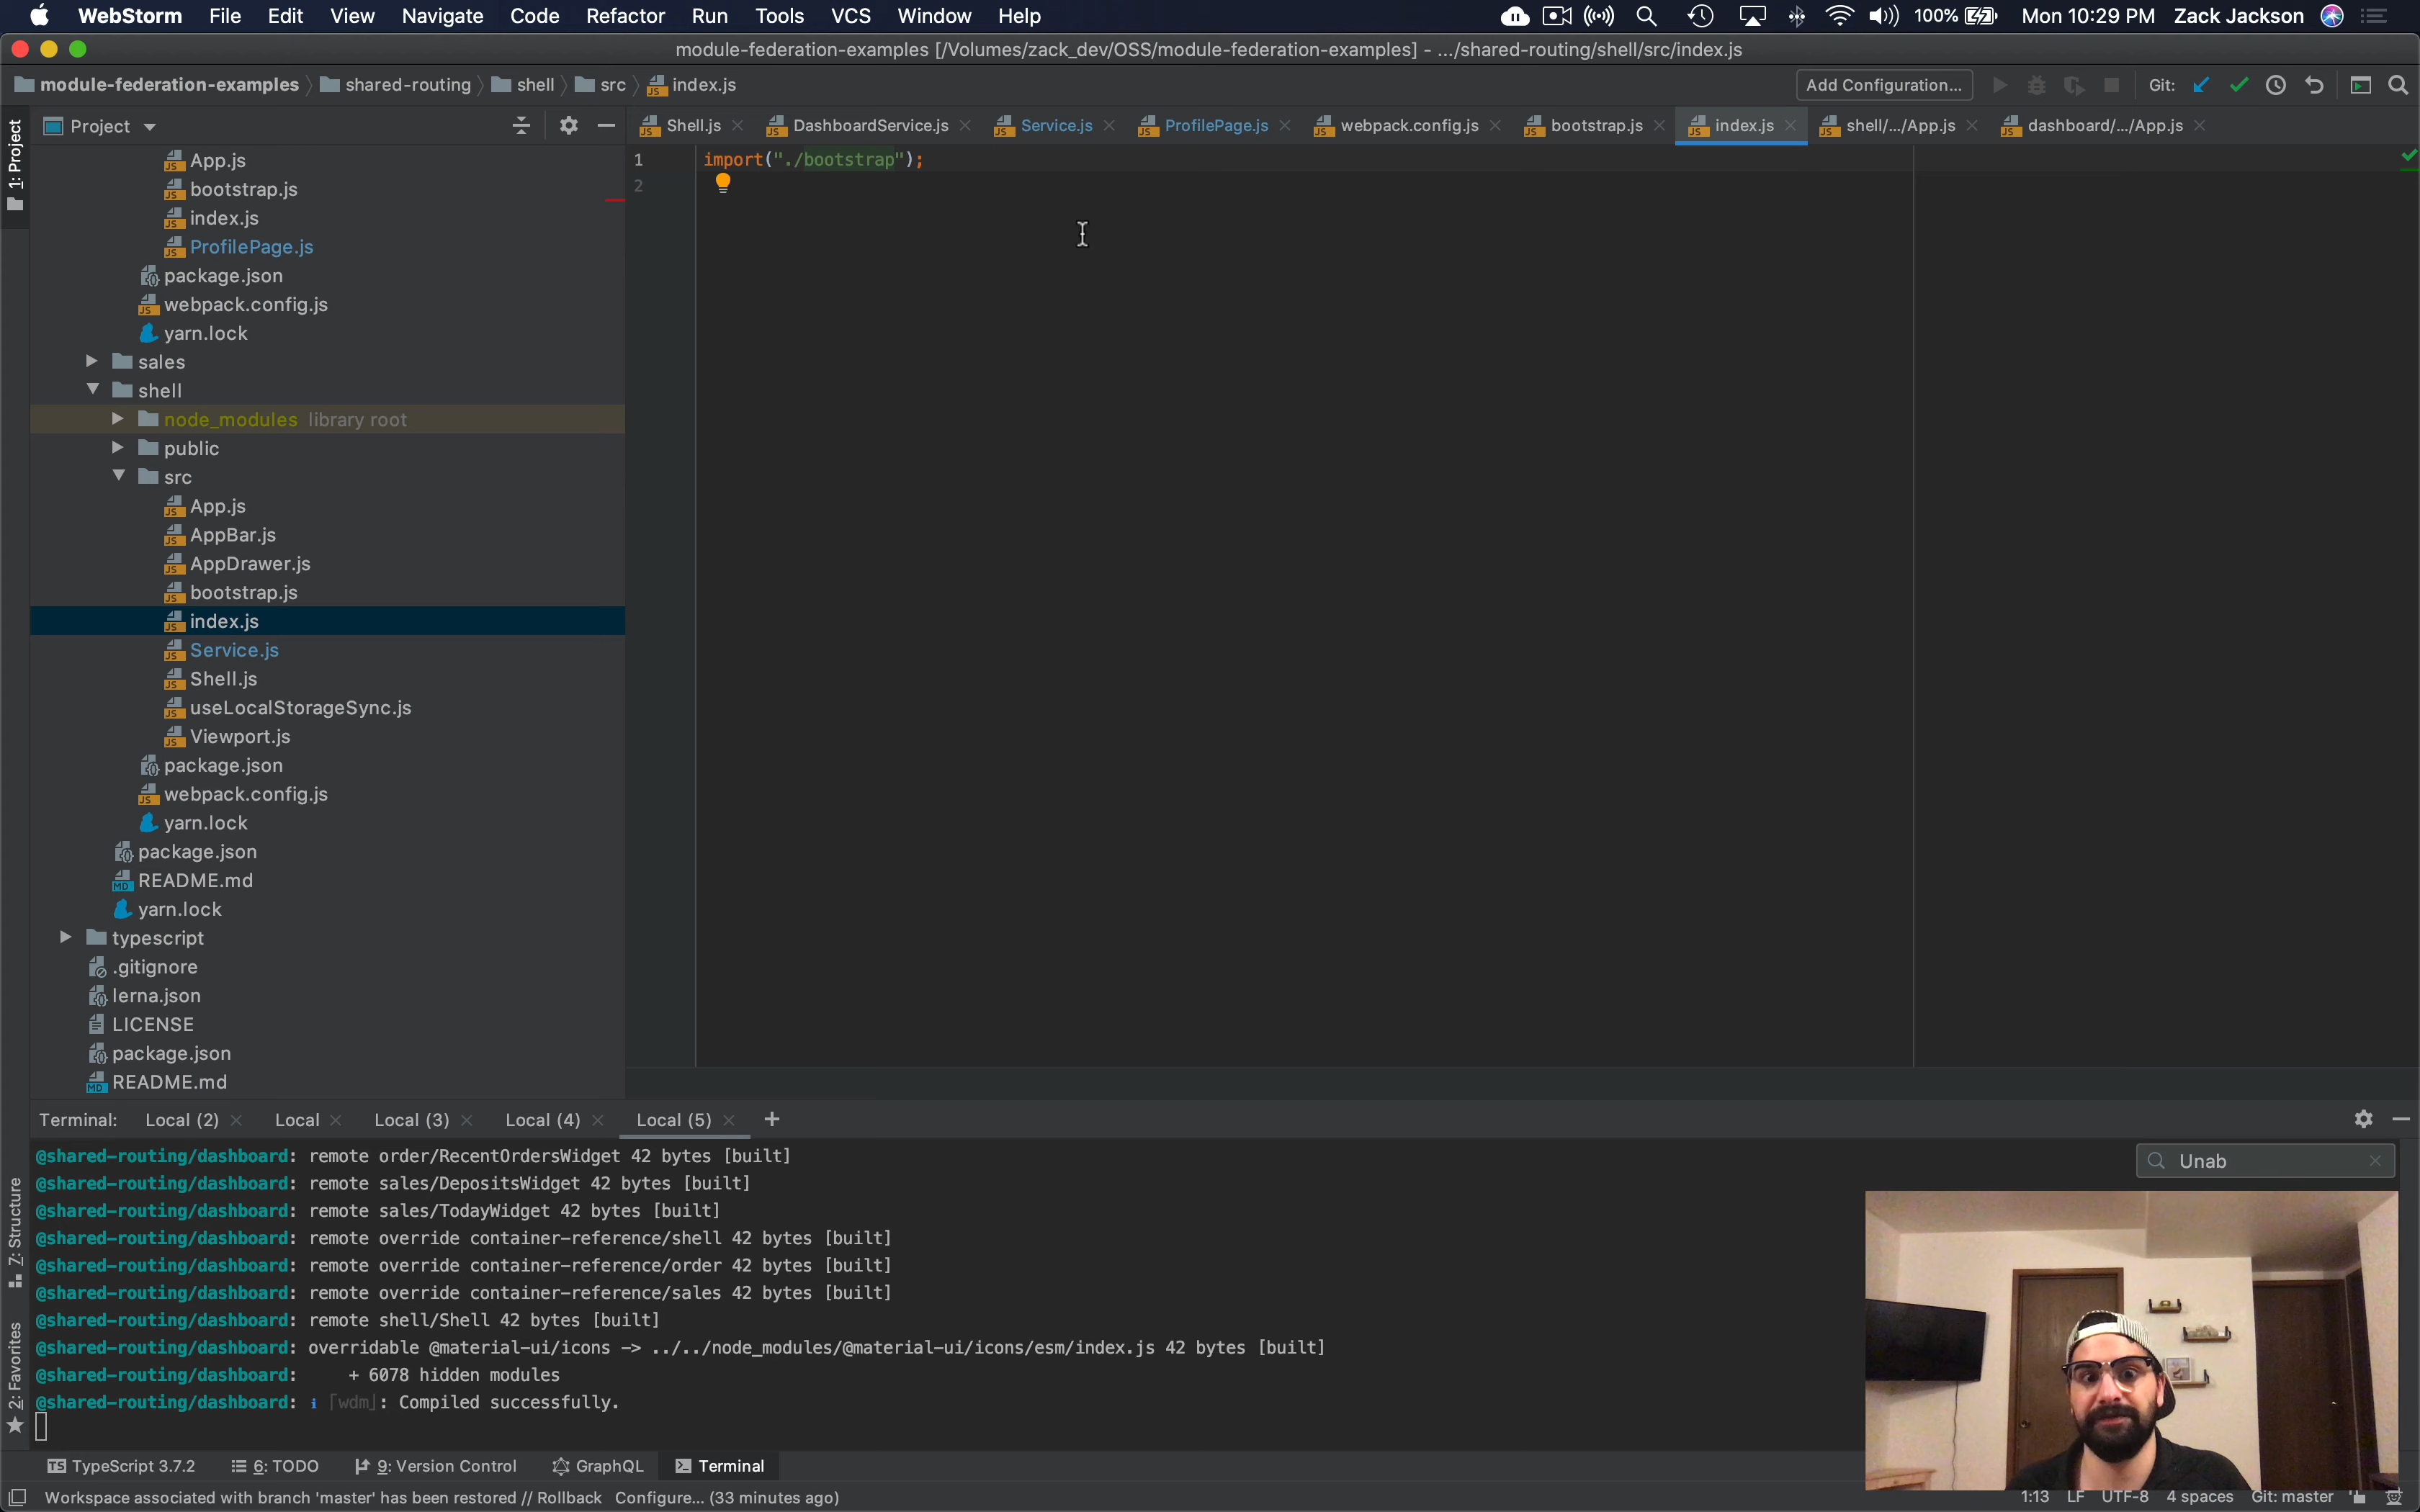 WebStorm File Edit View Navigate Code Refactor Run Tools VCS Window Help 100% Mon 10:29 PM Zack Jackson
module-federation-examples [/Volumes/zack_dev/OSS/module-federation-examples] - .../shared-routing/shell/src/index.js
module-federation-examples shared-routing shell src index.js Add Configuration... Git:
1: Project
Project
Shell.js DashboardService.js Service.js ProfilePage.js webpack.config.js bootstrap.js index.js shell/.../App.js dashboard/.../App.js
App.js
bootstrap.js
index.js
ProfilePage.js
package.json
webpack.config.js
yarn.lock
sales
shell
node_modules library root
public
src
App.js
AppBar.js
AppDrawer.js
bootstrap.js
index.js
Service.js
Shell.js
useLocalStorageSync.js
Viewport.js
package.json
webpack.config.js
yarn.lock
package.json
README.md
yarn.lock
typescript
.gitignore
lerna.json
LICENSE
package.json
README.md
1 import("./bootstrap");
2
Terminal: Local (2) Local Local (3) Local (4) Local (5) +
Unab
@shared-routing/dashboard: remote order/RecentOrdersWidget 42 bytes [built]
@shared-routing/dashboard: remote sales/DepositsWidget 42 bytes [built]
@shared-routing/dashboard: remote sales/TodayWidget 42 bytes [built]
@shared-routing/dashboard: remote override container-reference/shell 42 bytes [built]
@shared-routing/dashboard: remote override container-reference/order 42 bytes [built]
@shared-routing/dashboard: remote override container-reference/sales 42 bytes [built]
@shared-routing/dashboard: remote shell/Shell 42 bytes [built]
@shared-routing/dashboard: overridable @material-ui/icons -> ../../node_modules/@material-ui/icons/esm/index.js 42 bytes [built]
@shared-routing/dashboard: + 6078 hidden modules
@shared-routing/dashboard: ℹ ｢wdm｣: Compiled successfully.
7: Structure
2: Favorites
TypeScript 3.7.2 6: TODO 9: Version Control GraphQL Terminal
Workspace associated with branch 'master' has been restored // Rollback Configure... (33 minutes ago) 1:13 LF UTF-8 4 spaces Git: master